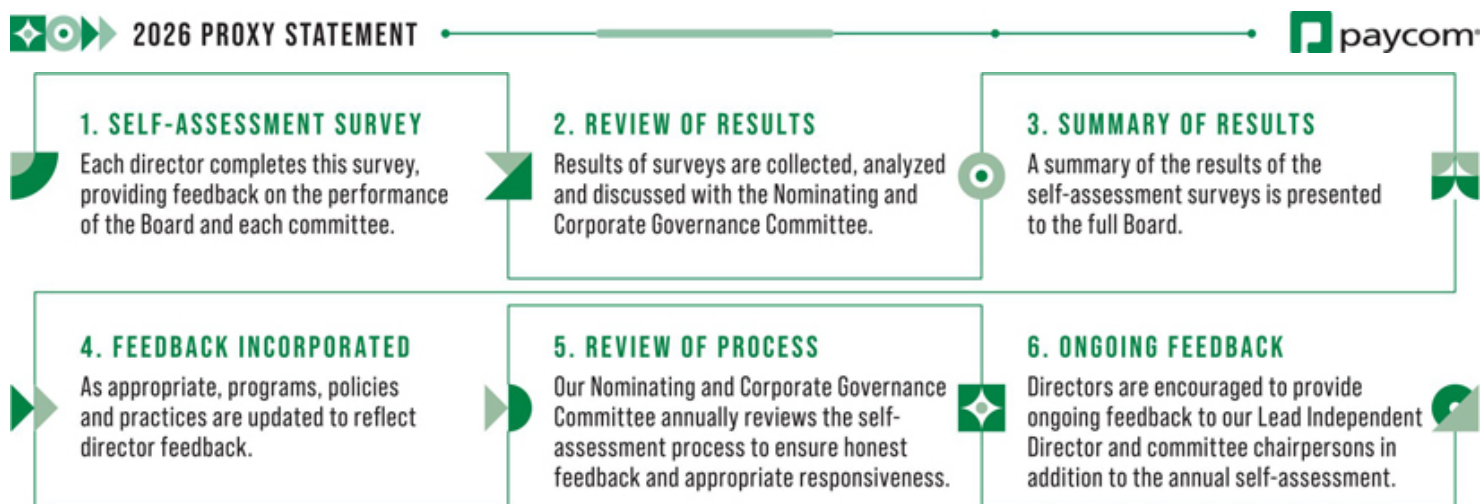 2026 PROXY STATEMENT
paycom®
1. SELF-ASSESSMENT SURVEY
Each director completes this survey,
providing feedback on the performance
of the Board and each committee.
2. REVIEW OF RESULTS
Results of surveys are collected, analyzed
and discussed with the Nominating and
Corporate Governance Committee.
3. SUMMARY OF RESULTS
A summary of the results of the
self-assessment surveys is presented
to the full Board.
4. FEEDBACK INCORPORATED
As appropriate, programs, policies
and practices are updated to reflect
director feedback.
5. REVIEW OF PROCESS
Our Nominating and Corporate Governance
Committee annually reviews the self-
assessment process to ensure honest
feedback and appropriate responsiveness.
6. ONGOING FEEDBACK
Directors are encouraged to provide
ongoing feedback to our Lead Independent
Director and committee chairpersons in
addition to the annual self-assessment.